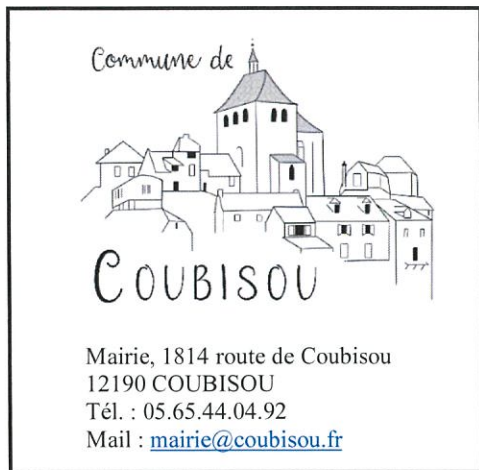 Commune de
COUBISOU
Mairie, 1814 route de Coubisou
12190 COUBISOU
Tél. : 05.65.44.04.92
Mail : mairie@coubisou.fr